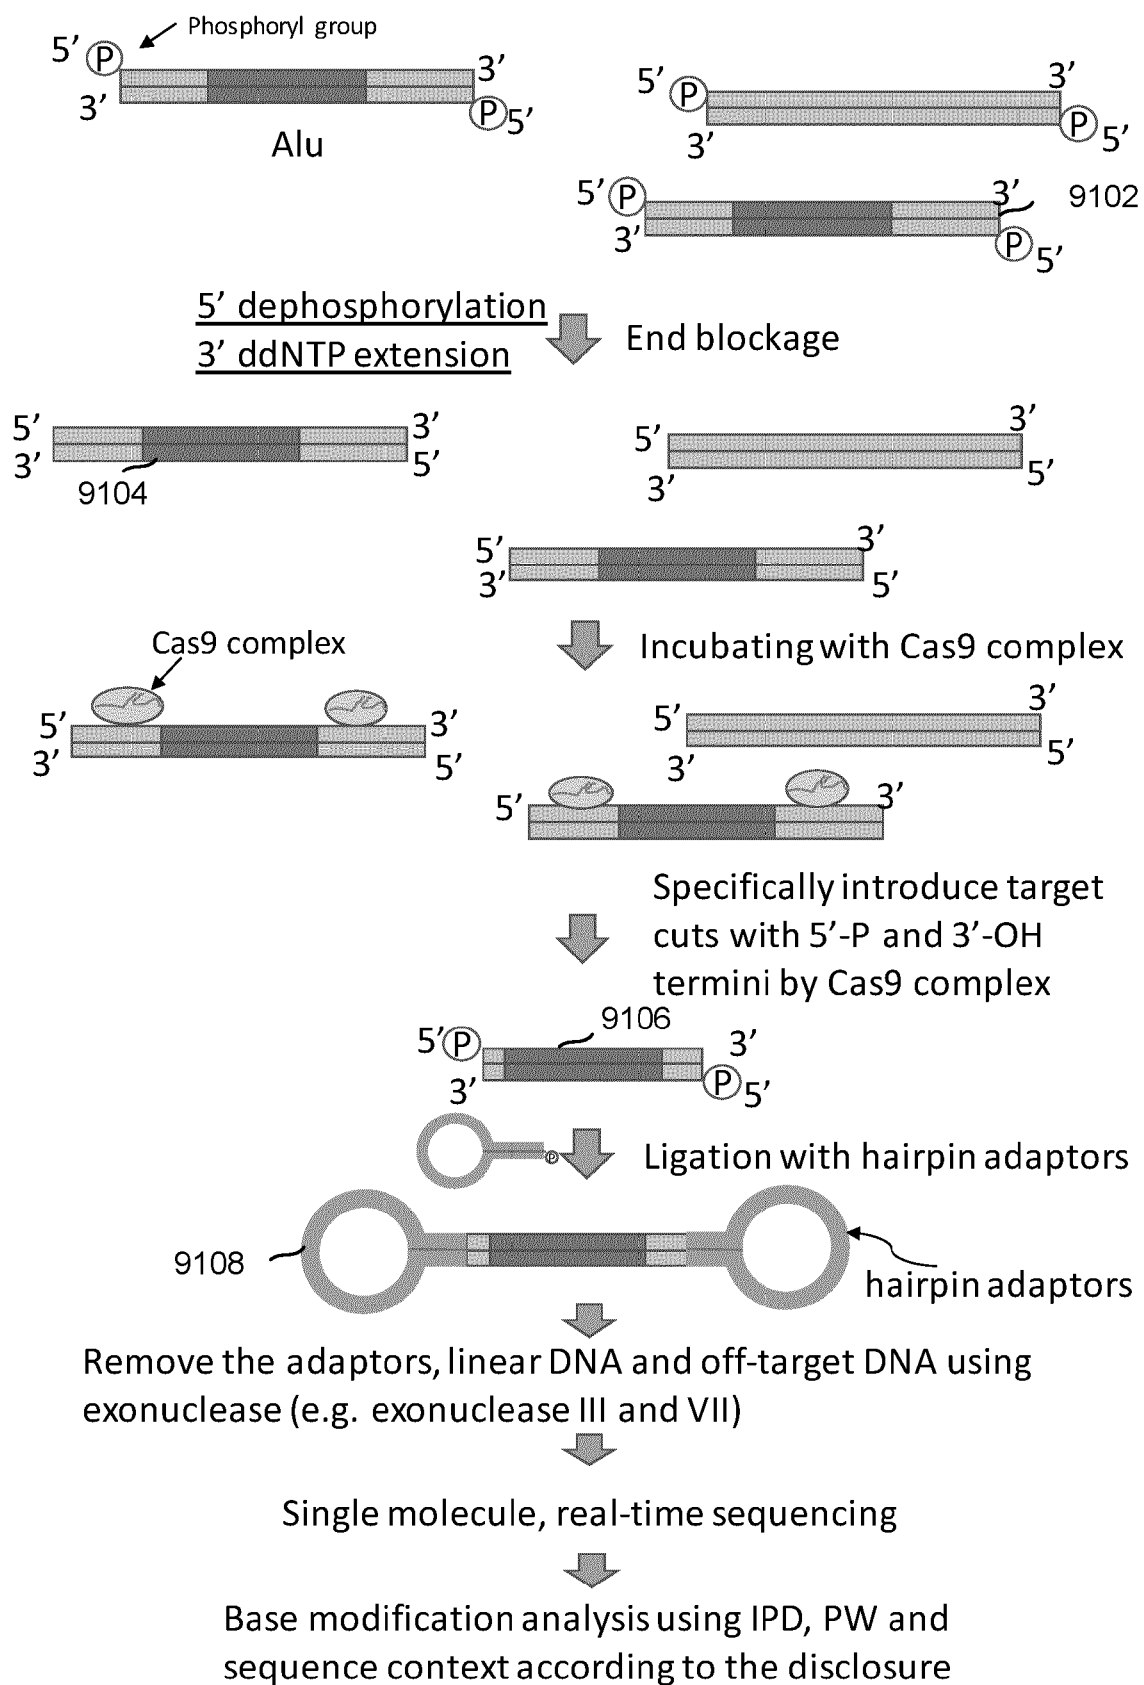 Phosphoryl group
5’ P 3’
3’ P 5’
Alu
5’ P 3’
3’ P 5’
5’ P 3’ 9102
3’ P 5’
5’ dephosphorylation
3’ ddNTP extension
End blockage
5’ 3’
3’ 5’
9104
5’ 3’
3’ 5’
5’ 3’
3’ 5’
Cas9 complex
Incubating with Cas9 complex
5’ 3’
3’ 5’
5’ 3’
3’ 5’
5’ 3’
Specifically introduce target
cuts with 5’-P and 3’-OH
termini by Cas9 complex
9106
5’ P 3’
3’ P 5’
P
Ligation with hairpin adaptors
9108
hairpin adaptors
Remove the adaptors, linear DNA and off-target DNA using
exonuclease (e.g. exonuclease III and VII)
Single molecule, real-time sequencing
Base modification analysis using IPD, PW and
sequence context according to the disclosure